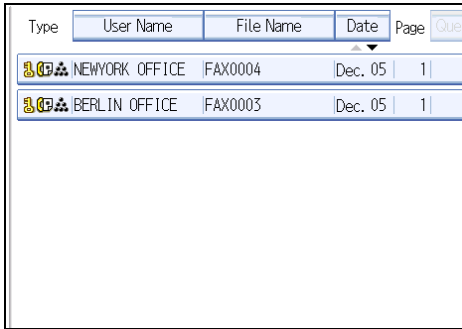 Type User Name File Name Date Page Que
NEWYORK OFFICE FAX0004 Dec. 05 1
BERLIN OFFICE FAX0003 Dec. 05 1